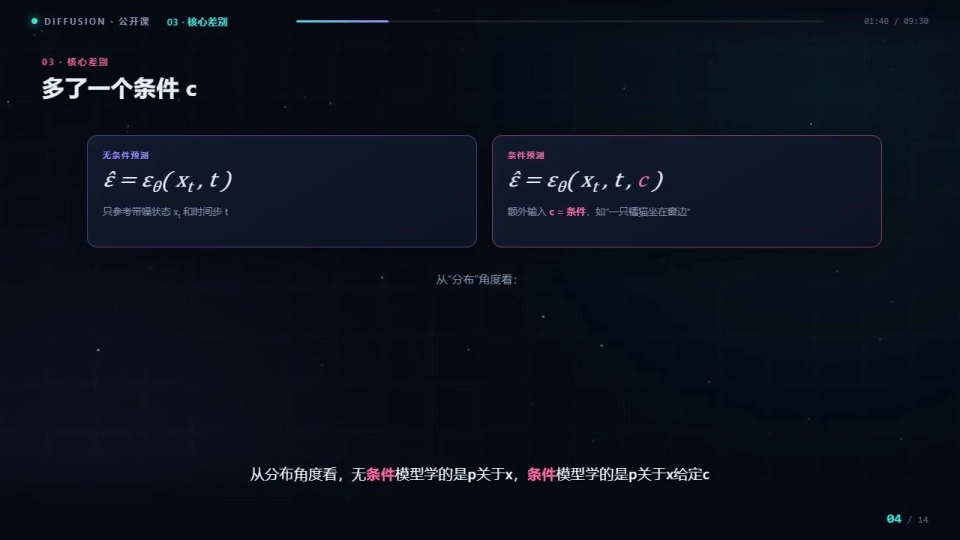 DIFFUSION · 公开课 03 · 核心差别 01:40 / 09:30
03 · 核心差别
多了一个条件 c
无条件预测
ε̂ = εθ( xt , t )
只参考带噪状态 xt 和时间步 t
条件预测
ε̂ = εθ( xt , t , c )
额外输入 c = 条件，如"一只橘猫坐在窗边"
从"分布"角度看：
从分布角度看，无条件模型学的是p关于x，条件模型学的是p关于x给定c
04 / 14